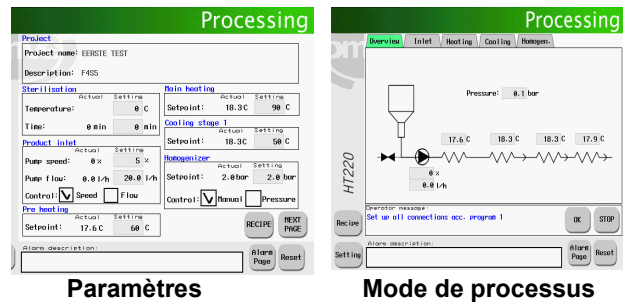 Processing
Project
Project name: EERSTE TEST
Description: F4S5
Sterilisation
Actual Setting
Temperature: 0 C
Time: 0 min 0 min
Product inlet
Actual Setting
Pump speed: 0 % 5 %
Pump flow: 0.0 l/h 20.0 l/h
Control: Speed Flow
Pre heating
Actual Setting
Setpoint: 17.6 C 60 C
Main heating
Actual Setting
Setpoint: 18.3C 90 C
Cooling stage 1
Actual Setting
Setpoint: 18.3C 50 C
Homogenizer
Actual Setting
Setpoint: 2.0bar 2.0 bar
Control: Manual Pressure
RECIPE NEXT PAGE
Alarm description:
Alarm Page Reset
Paramètres
Processing
Overview Inlet Heating Cooling Homogen.
Pressure: 0.1 bar
17.6 C 18.3 C 18.3 C 17.9 C
0 %
0.0 l/h
HT220
Operator message:
Set up all connections acc. program 1
OK STOP
Recipe
Setting
Alarm description:
Alarm Page Reset
Mode de processus